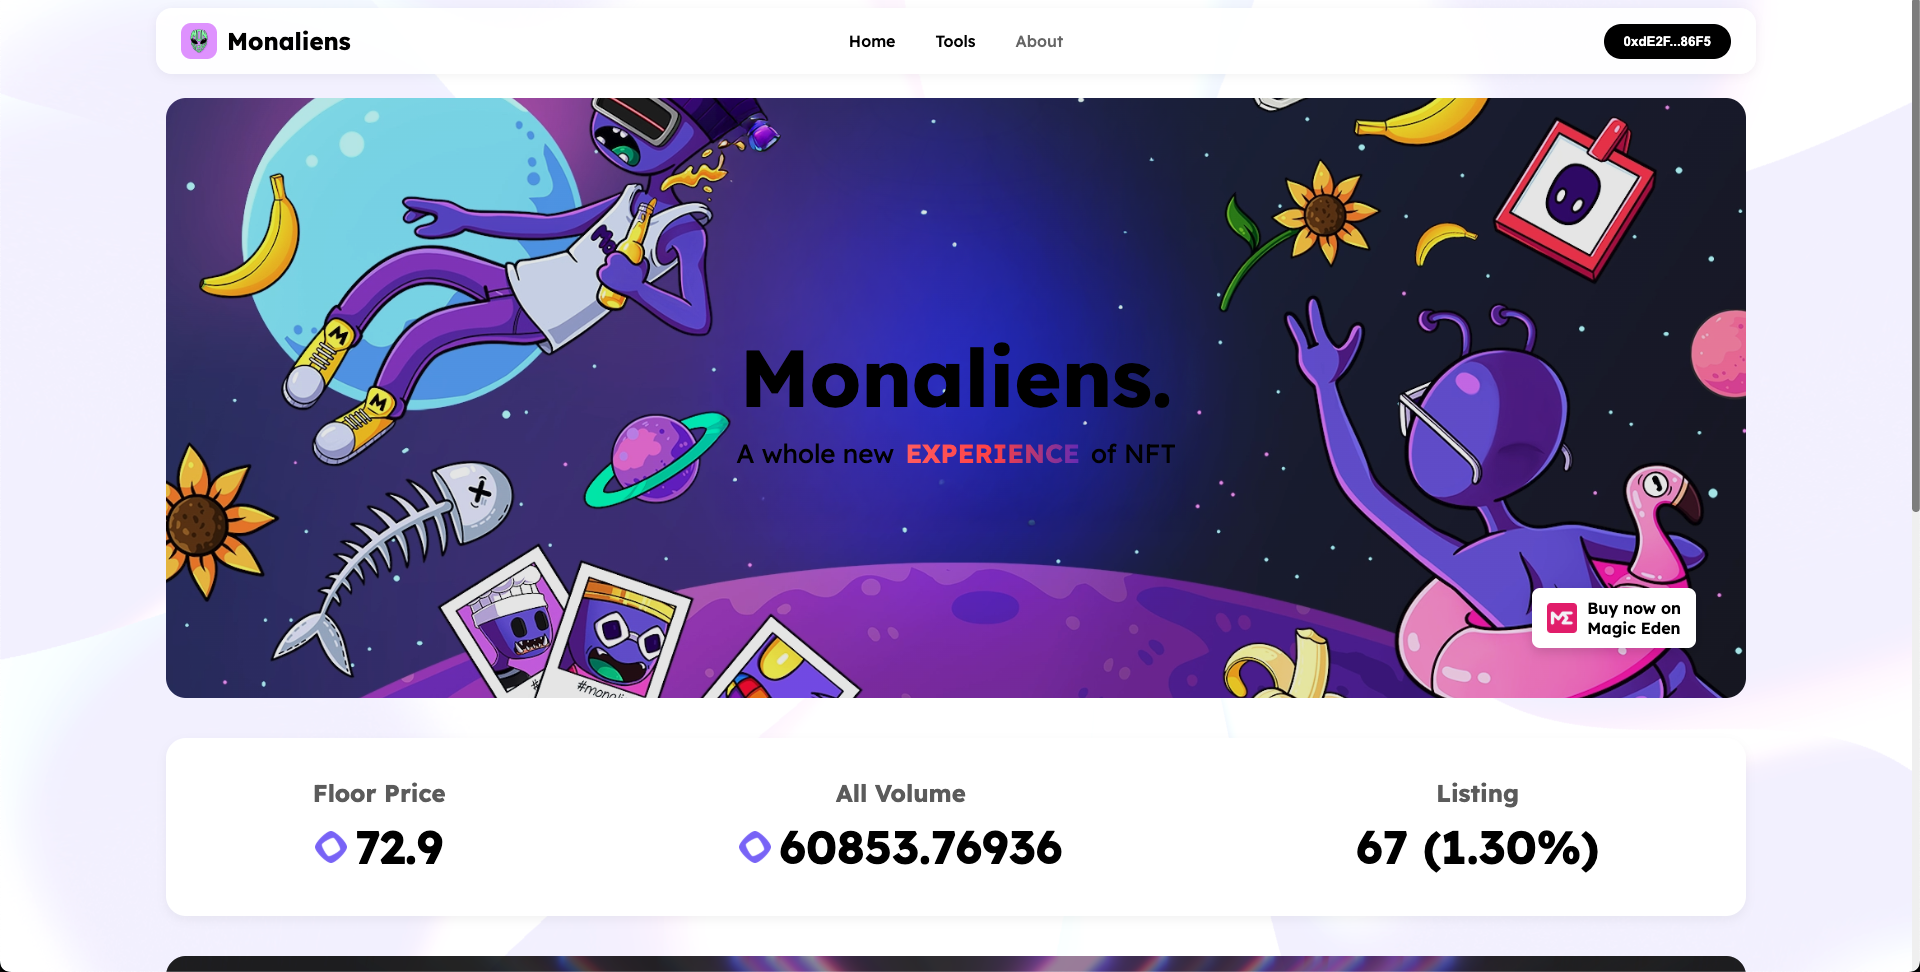 Monaliens
Home
Tools
About
0xdE2F...86F5
Monaliens.
A whole new EXPERIENCE of NFT
M
M
Buy now on
Magic Eden
Floor Price
All Volume
Listing
72.9
60853.76936
67 (1.30%)